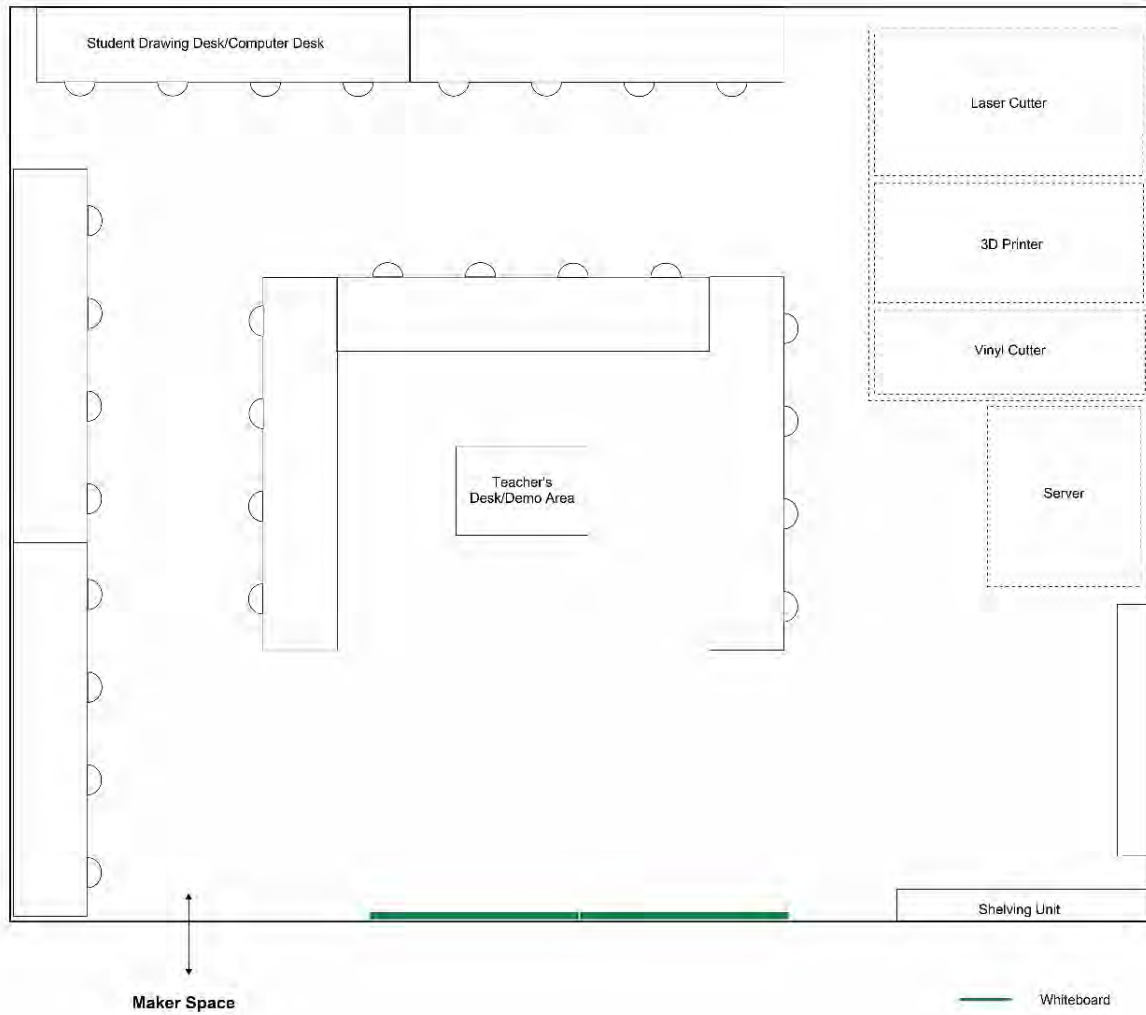 Student Drawing Desk/Computer Desk
Laser Cutter
3D Printer
Vinyl Cutter
Teacher's
Desk/Demo Area
Server
Shelving Unit
Maker Space
Whiteboard